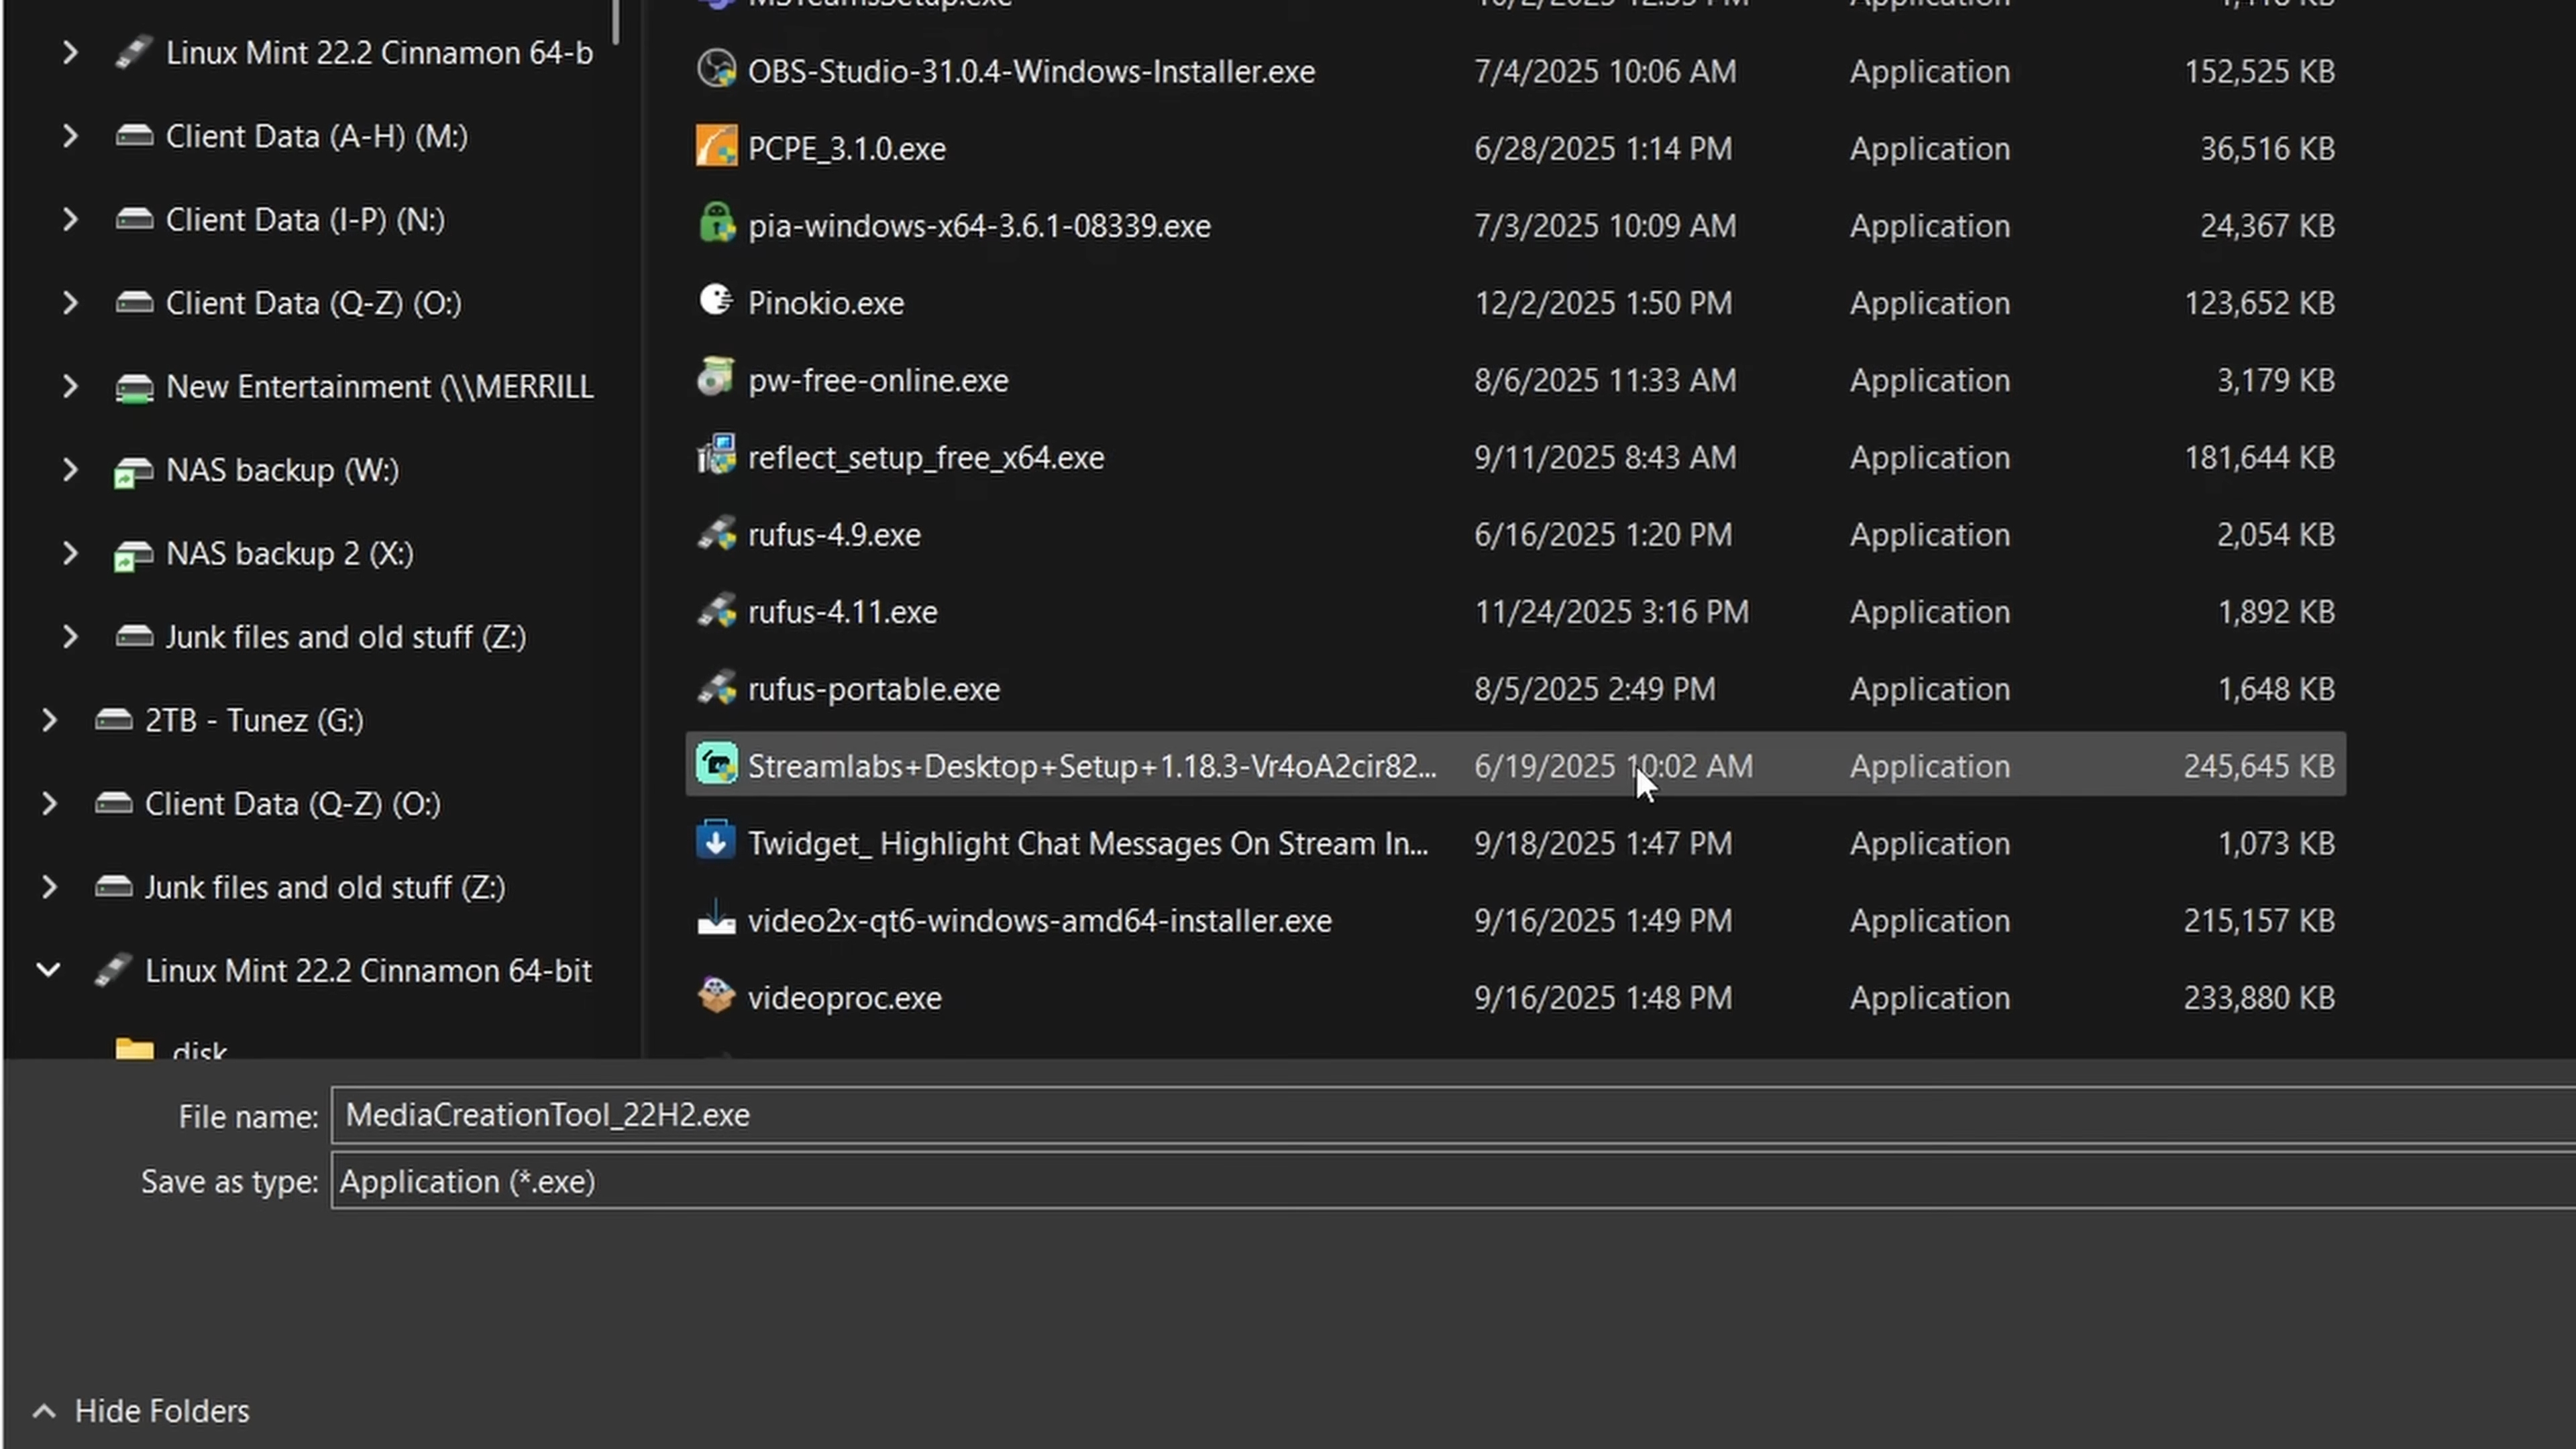 Linux Mint 22.2 Cinnamon 64-b
Client Data (A-H) (M:)
Client Data (I-P) (N:)
Client Data (Q-Z) (O:)
New Entertainment (\\MERRILL
NAS backup (W:)
NAS backup 2 (X:)
Junk files and old stuff (Z:)
2TB - Tunez (G:)
Client Data (Q-Z) (O:)
Junk files and old stuff (Z:)
Linux Mint 22.2 Cinnamon 64-bit
disk
MSTeamsSetup.exe 10/2/2025 12:55 PM Application
OBS-Studio-31.0.4-Windows-Installer.exe 7/4/2025 10:06 AM Application 152,525 KB
PCPE_3.1.0.exe 6/28/2025 1:14 PM Application 36,516 KB
pia-windows-x64-3.6.1-08339.exe 7/3/2025 10:09 AM Application 24,367 KB
Pinokio.exe 12/2/2025 1:50 PM Application 123,652 KB
pw-free-online.exe 8/6/2025 11:33 AM Application 3,179 KB
reflect_setup_free_x64.exe 9/11/2025 8:43 AM Application 181,644 KB
rufus-4.9.exe 6/16/2025 1:20 PM Application 2,054 KB
rufus-4.11.exe 11/24/2025 3:16 PM Application 1,892 KB
rufus-portable.exe 8/5/2025 2:49 PM Application 1,648 KB
Streamlabs+Desktop+Setup+1.18.3-Vr4oA2cir82... 6/19/2025 10:02 AM Application 245,645 KB
Twidget_ Highlight Chat Messages On Stream In... 9/18/2025 1:47 PM Application 1,073 KB
video2x-qt6-windows-amd64-installer.exe 9/16/2025 1:49 PM Application 215,157 KB
videoproc.exe 9/16/2025 1:48 PM Application 233,880 KB
File name: MediaCreationTool_22H2.exe
Save as type: Application (*.exe)
Hide Folders